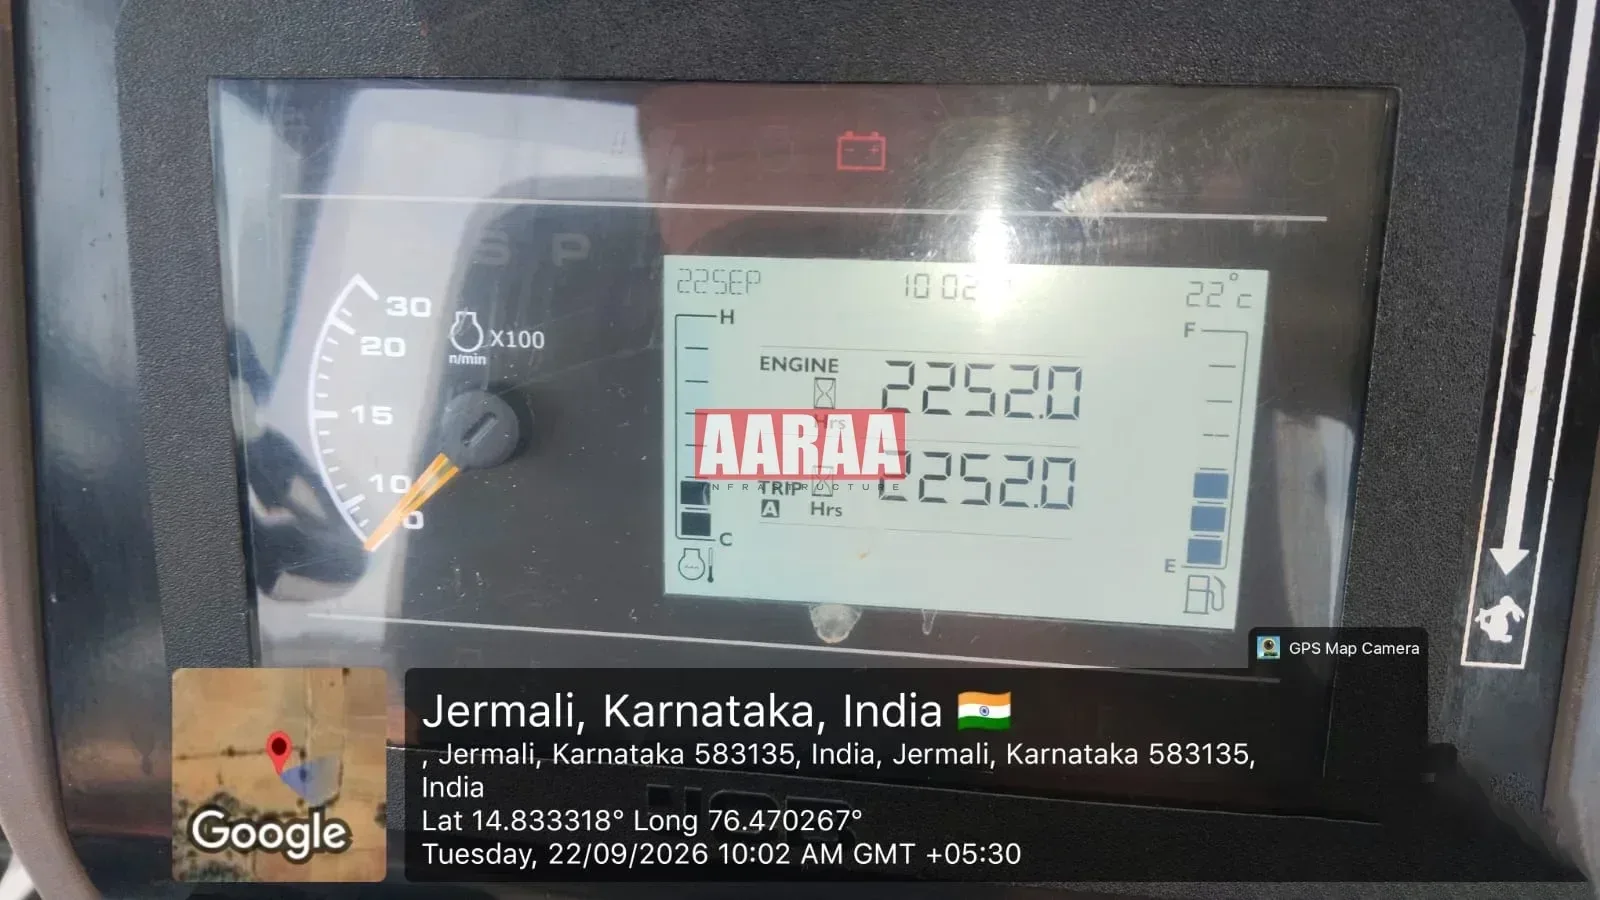 22SEP
10 02
22°c
S P
30
20
15
10
0
X100
n/min
H
C
F
E
ENGINE
Hrs
2252.0
TRIP
A
Hrs
2252.0
AARAA
INFRASTRUCTURE
GPS Map Camera
Jermali, Karnataka, India
, Jermali, Karnataka 583135, India, Jermali, Karnataka 583135,
India
Lat 14.833318° Long 76.470267°
Tuesday, 22/09/2026 10:02 AM GMT +05:30
Google